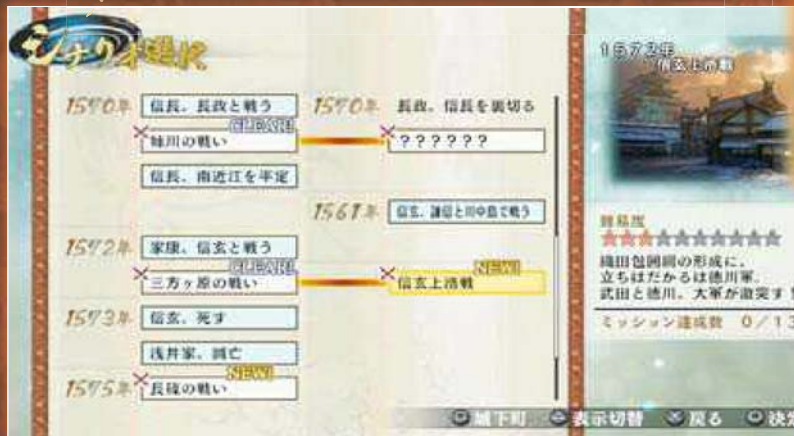 シナリオ選択
1570年 信長、長政と戦う
CLEAR!
姉川の戦い
信長、南近江を平定
1570年 長政、信長を裏切る
??????
1561年 信玄、謙信と川中島で戦う
1572年 家康、信玄と戦う
CLEAR!
三方ヶ原の戦い
NEW!
信玄上洛戦
1573年 信玄、死す
浅井家、滅亡
NEW!
1575年 長篠の戦い
1572年
信玄上洛戦
難易度
★★★★★★★★★★
織田包囲網の形成に、
立ちはだかるは徳川軍。
武田と徳川、大軍が激突す!
ミッション達成数 0/13
城下町 表示切替 戻る 決定